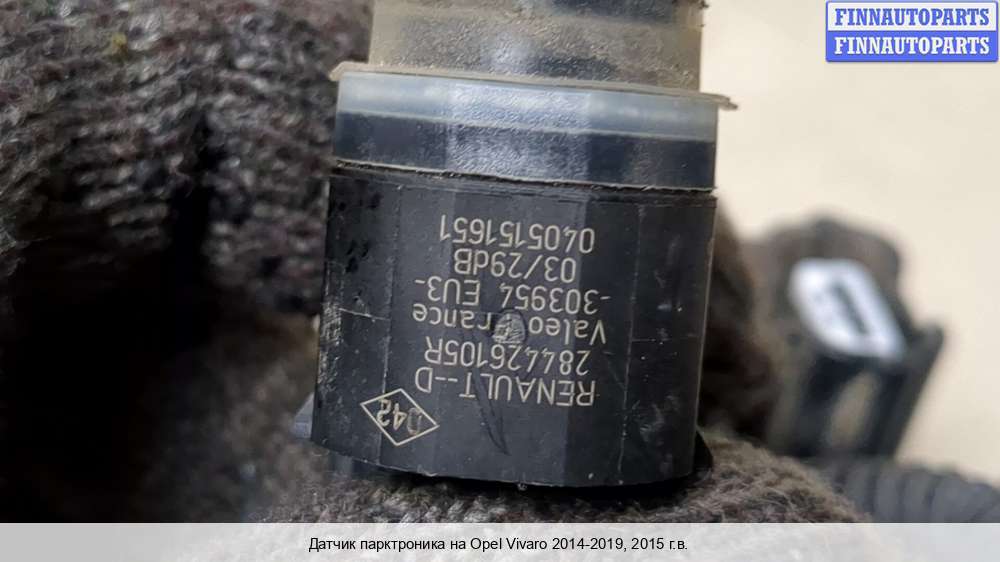 FINNAUTOPARTS
FINNAUTOPARTS
RENAULT--D
284426105R
Valeo France
-303954 EU3-
03/29dB
0405151651
D42
Датчик парктроника на Opel Vivaro 2014-2019, 2015 г.в.